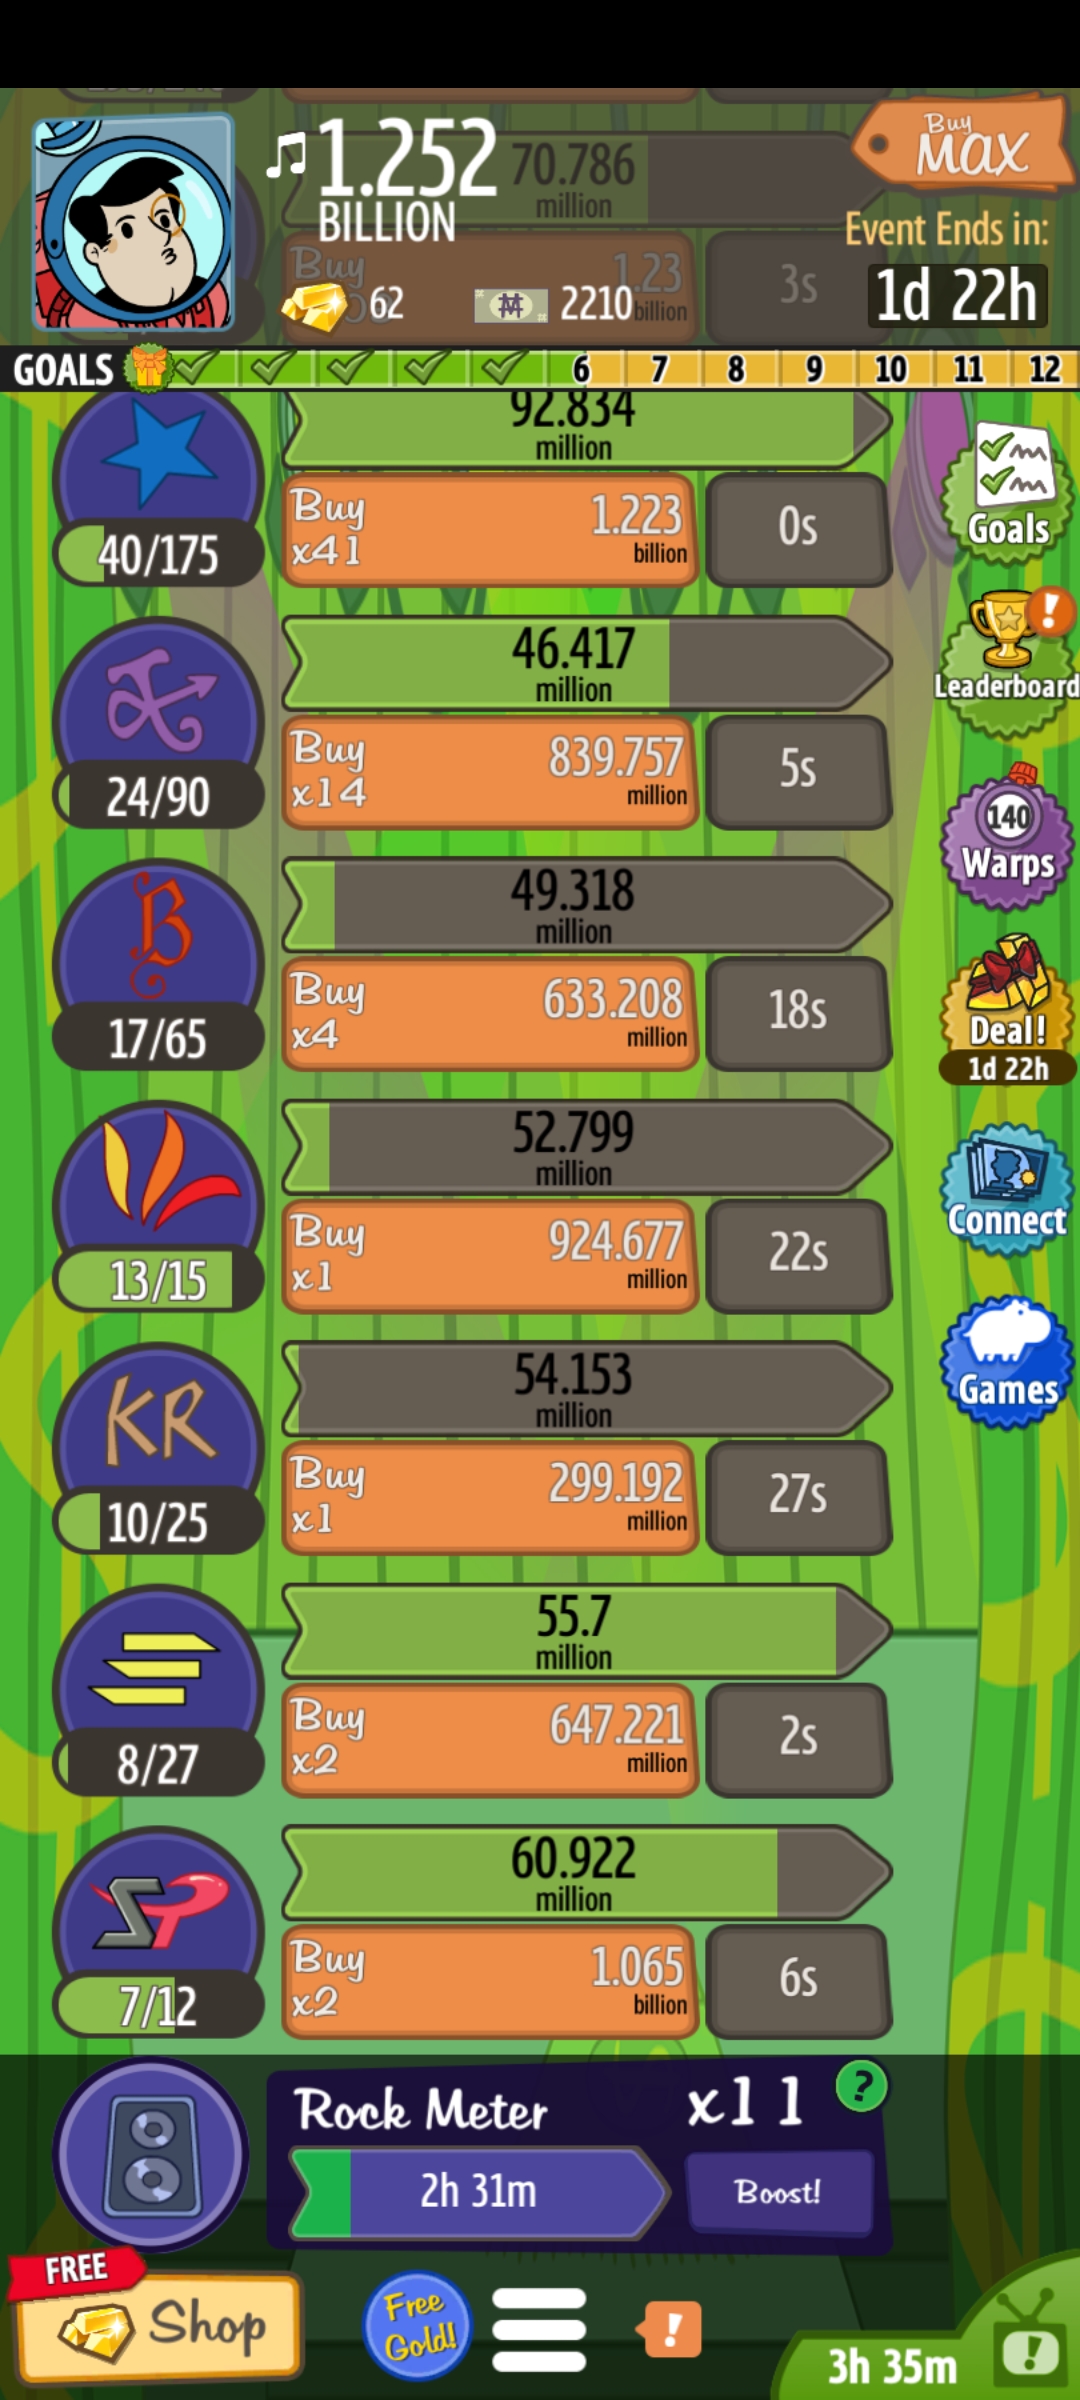 1.252
BILLION
70.786
million
Buy
MAX
Event Ends in:
1d 22h
Buy
1.23
billion
3s
62
2210
GOALS 6 7 8 9 10 11 12
92.834
million
40/175
Buy
x41
1.223
billion
0s
Goals
46.417
million
24/90
Buy
x14
839.757
million
5s
Leaderboard
49.318
million
17/65
Buy
x4
633.208
million
18s
140
Warps
Deal!
1d 22h
52.799
million
13/15
Buy
x1
924.677
million
22s
Connect
KR
54.153
million
10/25
Buy
x1
299.192
million
27s
Games
55.7
million
8/27
Buy
x2
647.221
million
2s
60.922
million
7/12
Buy
x2
1.065
billion
6s
Rock Meter
x11
?
2h 31m
Boost!
FREE
Shop
Free
Gold!
!
3h 35m
!